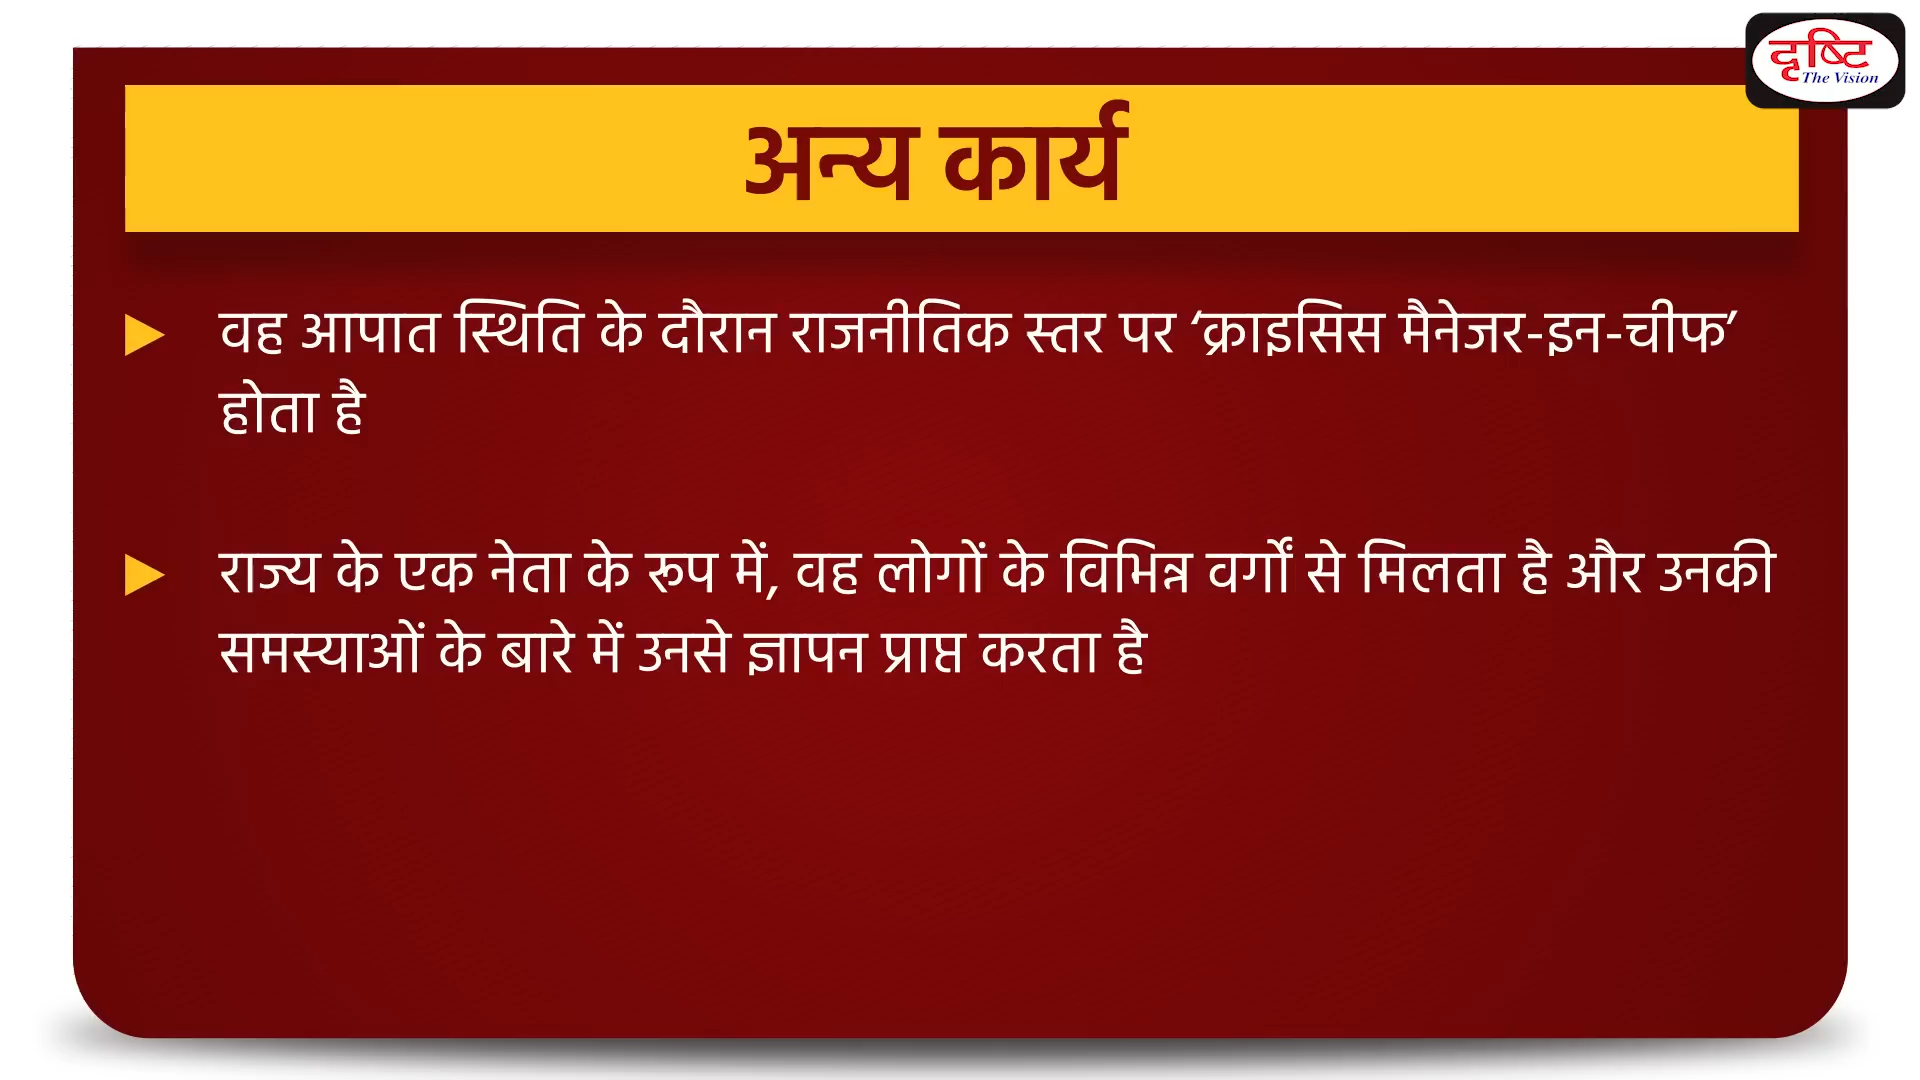 दृष्टि
The Vision
अन्य कार्य
वह आपात स्थिति के दौरान राजनीतिक स्तर पर ‘क्राइसिस मैनेजर-इन-चीफ’
होता है
राज्य के एक नेता के रूप में, वह लोगों के विभिन्न वर्गों से मिलता है और उनकी
समस्याओं के बारे में उनसे ज्ञापन प्राप्त करता है